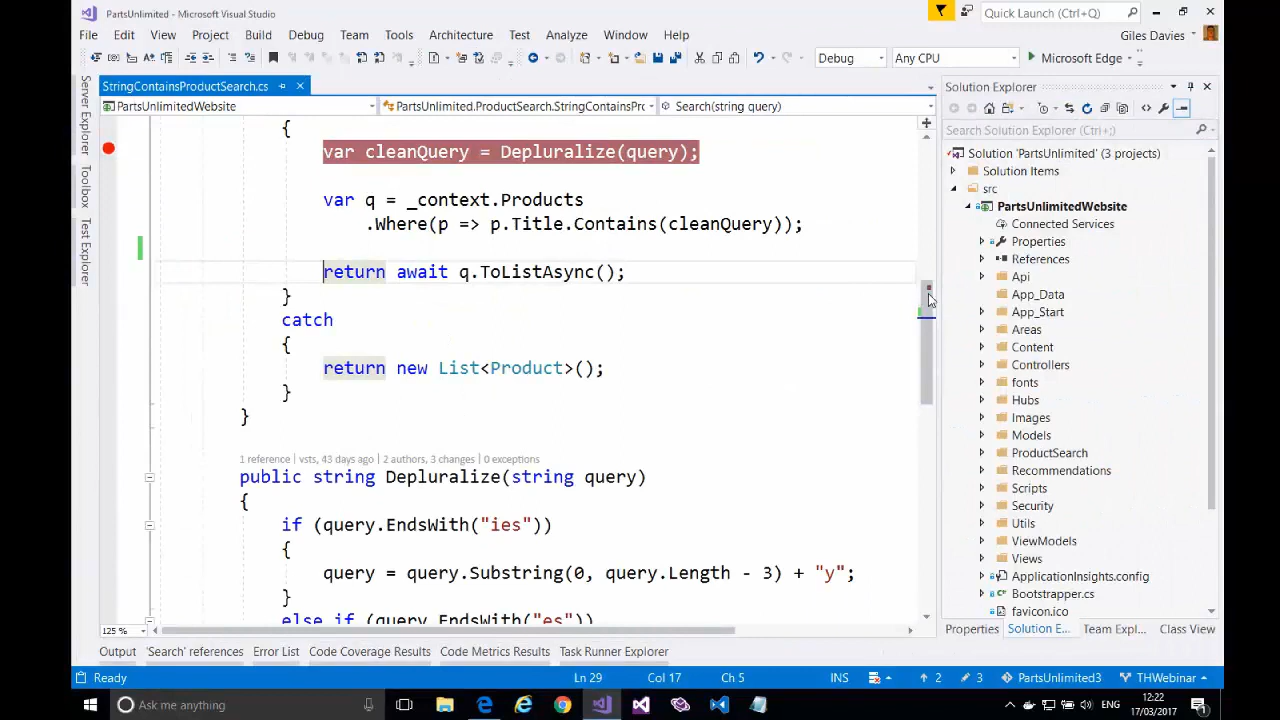 PartsUnlimited - Microsoft Visual Studio
Quick Launch (Ctrl+Q)
File Edit View Project Build Debug Team Tools Architecture Test Analyze Window Help
Giles Davies
Debug Any CPU Microsoft Edge
StringContainsProductSearch.cs
PartsUnlimitedWebsite
PartsUnlimited.ProductSearch.StringContainsPr
Search(string query)
Server Explorer
Toolbox
Test Explorer
{
var cleanQuery = Depluralize(query);
var q = _context.Products
.Where(p => p.Title.Contains(cleanQuery));
return await q.ToListAsync();
}
catch
{
return new List<Product>();
}
}
1 reference | vsts, 43 days ago | 2 authors, 3 changes | 0 exceptions
public string Depluralize(string query)
{
if (query.EndsWith("ies"))
{
query = query.Substring(0, query.Length - 3) + "y";
}
else if (query.EndsWith("es"))
125 %
Solution Explorer
Search Solution Explorer (Ctrl+;)
Solution 'PartsUnlimited' (3 projects)
Solution Items
src
PartsUnlimitedWebsite
Connected Services
Properties
References
Api
App_Data
App_Start
Areas
Content
Controllers
fonts
Hubs
Images
Models
ProductSearch
Recommendations
Scripts
Security
Utils
ViewModels
Views
ApplicationInsights.config
Bootstrapper.cs
favicon.ico
Properties Solution E... Team Expl... Class View
Output 'Search' references Error List Code Coverage Results Code Metrics Results Task Runner Explorer
Ready Ln 29 Col 17 Ch 5 INS 2 3 PartsUnlimited3 THWebinar
Ask me anything
ENG
12:22
17/03/2017
1